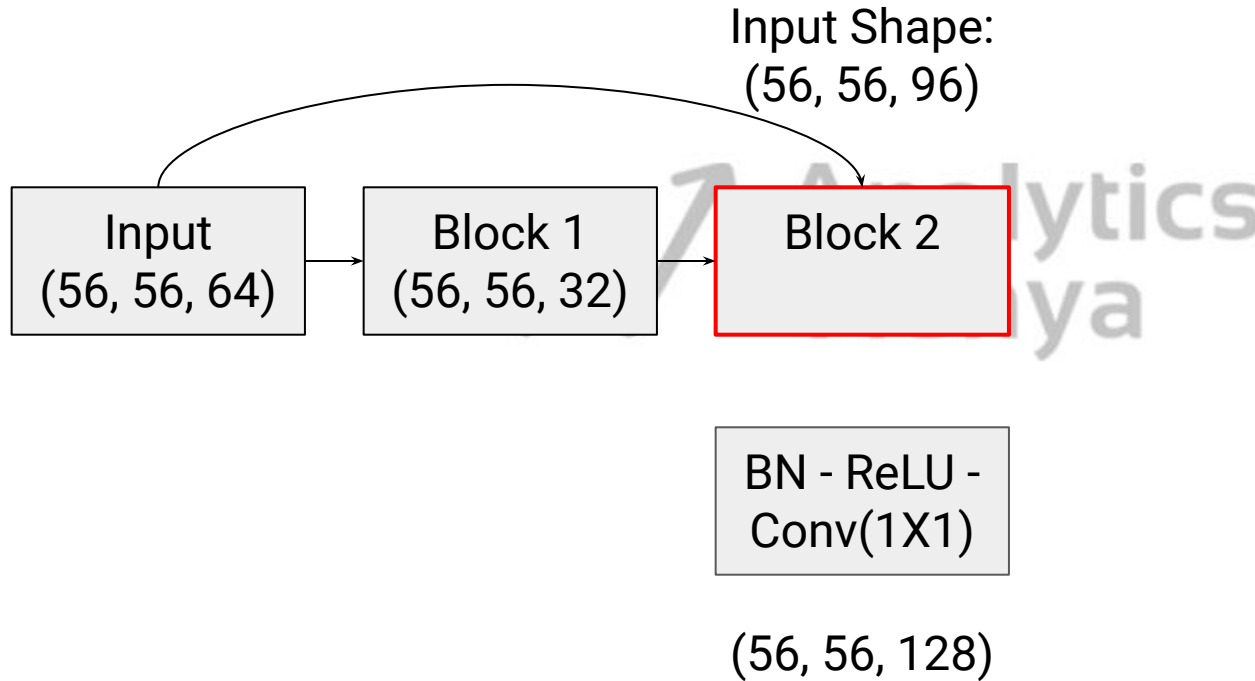 Input Shape:
(56, 56, 96)
Input
(56, 56, 64)
Block 1
(56, 56, 32)
Block 2
BN - ReLU -
Conv(1X1)
(56, 56, 128)